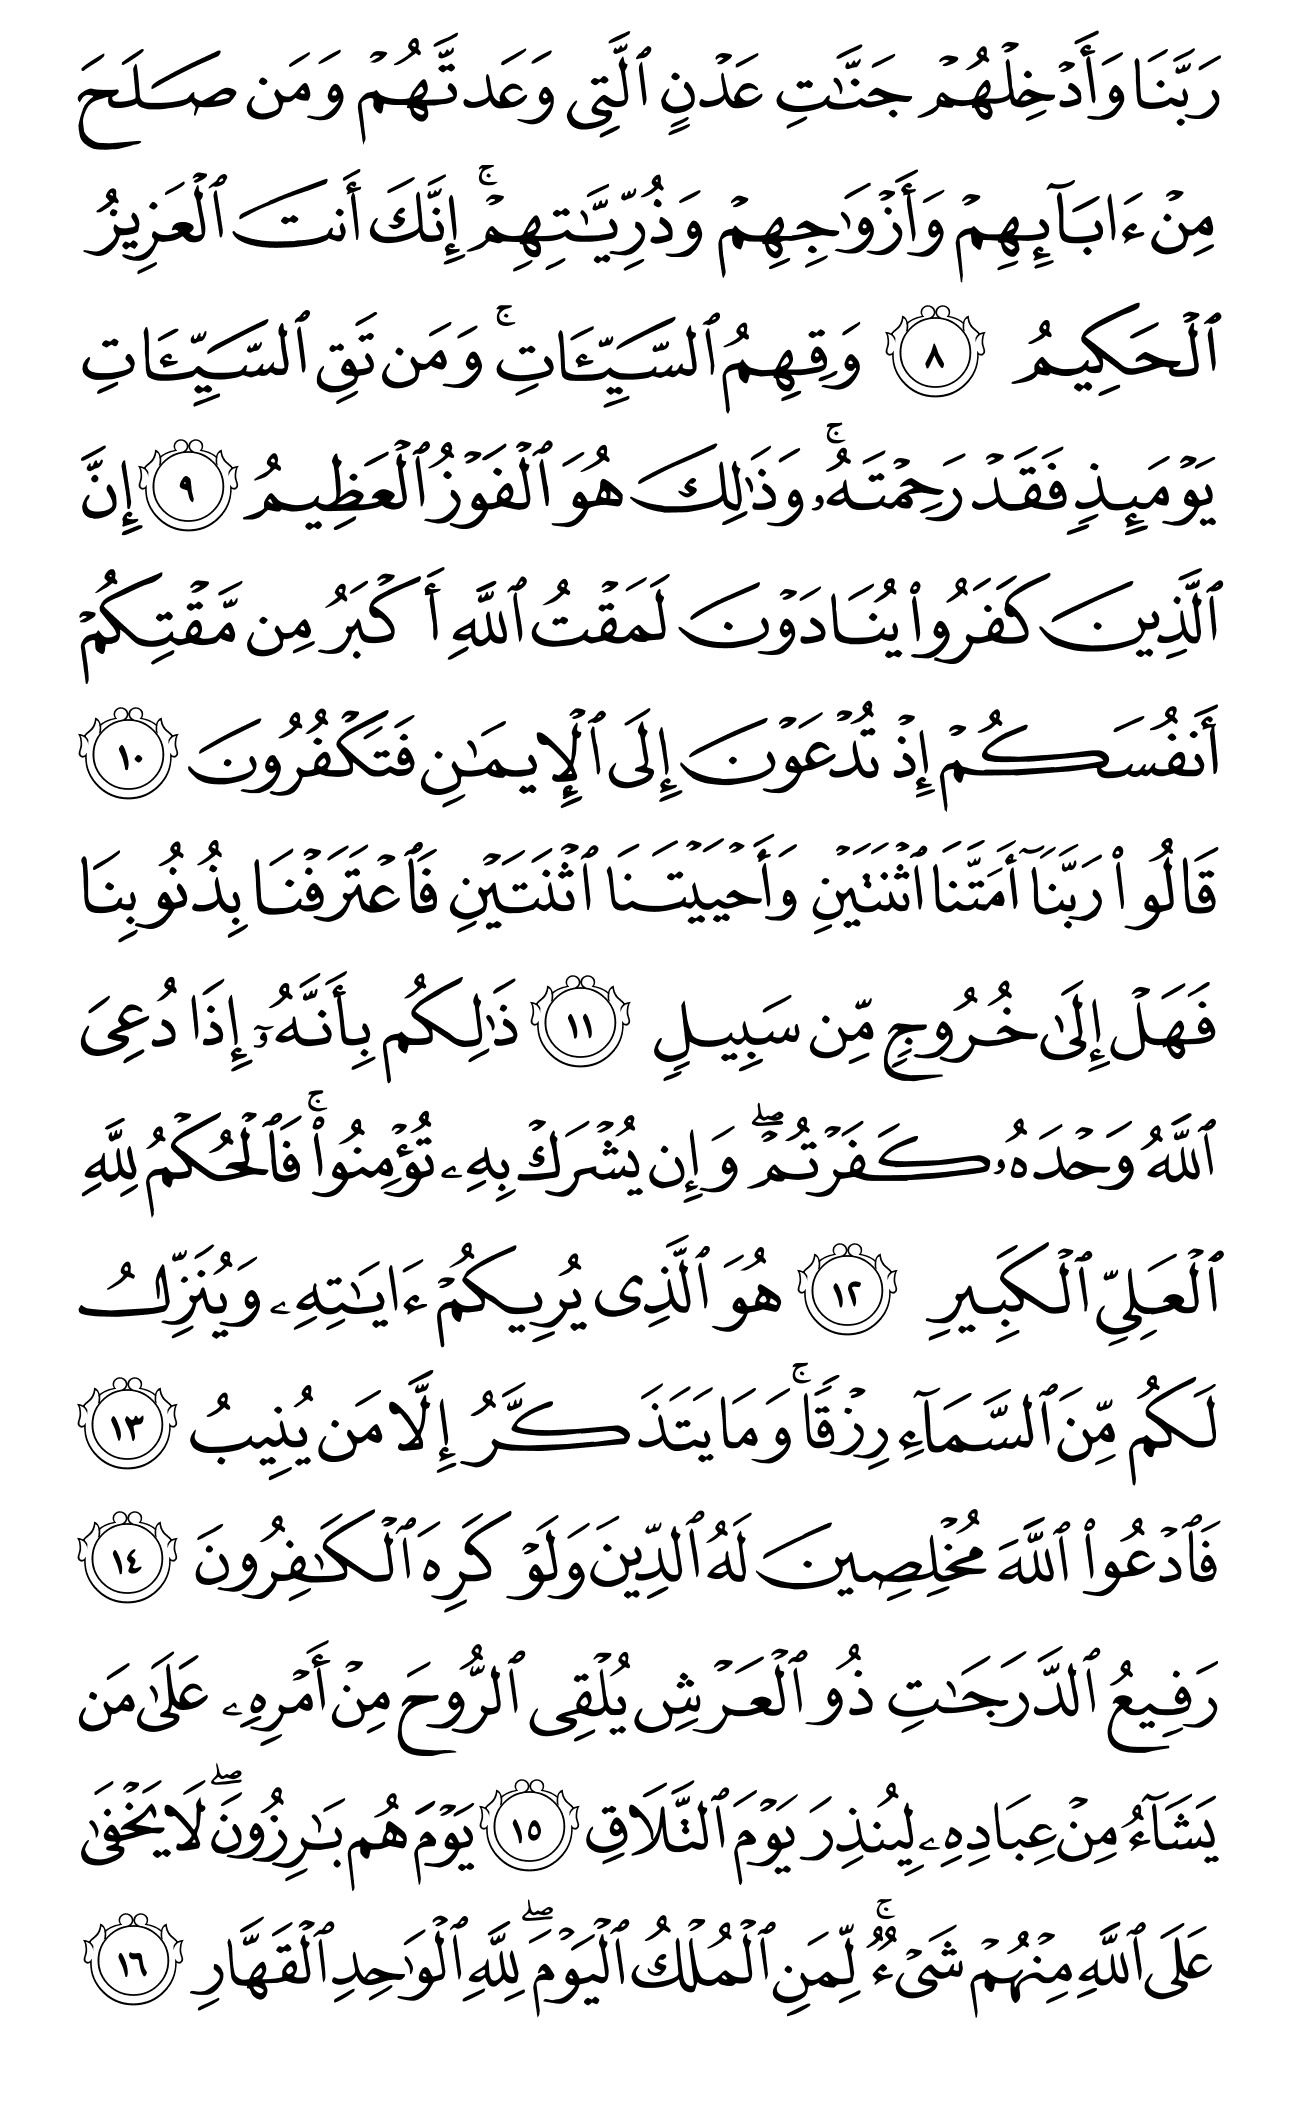 رَبَّنَا وَأَدْخِلْهُمْ جَنَّٰتِ عَدْنٍ ٱلَّتِى وَعَدتَّهُمْ وَمَن صَلَحَ
مِنْ ءَابَآئِهِمْ وَأَزْوَٰجِهِمْ وَذُرِّيَّٰتِهِمْ ۚ إِنَّكَ أَنتَ ٱلْعَزِيزُ
ٱلْحَكِيمُ ٨ وَقِهِمُ ٱلسَّيِّـَٔاتِ ۚ وَمَن تَقِ ٱلسَّيِّـَٔاتِ
يَوْمَئِذٍ فَقَدْ رَحِمْتَهُۥ ۚ وَذَٰلِكَ هُوَ ٱلْفَوْزُ ٱلْعَظِيمُ ٩ إِنَّ
ٱلَّذِينَ كَفَرُوا۟ يُنَادَوْنَ لَمَقْتُ ٱللَّهِ أَكْبَرُ مِن مَّقْتِكُمْ
أَنفُسَكُمْ إِذْ تُدْعَوْنَ إِلَى ٱلْإِيمَٰنِ فَتَكْفُرُونَ ١٠
قَالُوا۟ رَبَّنَآ أَمَتَّنَا ٱثْنَتَيْنِ وَأَحْيَيْتَنَا ٱثْنَتَيْنِ فَٱعْتَرَفْنَا بِذُنُوبِنَا
فَهَلْ إِلَىٰ خُرُوجٍ مِّن سَبِيلٍ ١١ ذَٰلِكُم بِأَنَّهُۥٓ إِذَا دُعِىَ
ٱللَّهُ وَحْدَهُۥ كَفَرْتُمْ ۖ وَإِن يُشْرَكْ بِهِۦ تُؤْمِنُوا۟ ۚ فَٱلْحُكْمُ لِلَّهِ
ٱلْعَلِىِّ ٱلْكَبِيرِ ١٢ هُوَ ٱلَّذِى يُرِيكُمْ ءَايَٰتِهِۦ وَيُنَزِّلُ
لَكُم مِّنَ ٱلسَّمَآءِ رِزْقًا ۚ وَمَا يَتَذَكَّرُ إِلَّا مَن يُنِيبُ ١٣
فَٱدْعُوا۟ ٱللَّهَ مُخْلِصِينَ لَهُ ٱلدِّينَ وَلَوْ كَرِهَ ٱلْكَٰفِرُونَ ١٤
رَفِيعُ ٱلدَّرَجَٰتِ ذُو ٱلْعَرْشِ يُلْقِى ٱلرُّوحَ مِنْ أَمْرِهِۦ عَلَىٰ مَن
يَشَآءُ مِنْ عِبَادِهِۦ لِيُنذِرَ يَوْمَ ٱلتَّلَاقِ ١٥ يَوْمَ هُم بَٰرِزُونَ ۖ لَا يَخْفَىٰ
عَلَى ٱللَّهِ مِنْهُمْ شَىْءٌ ۚ لِّمَنِ ٱلْمُلْكُ ٱلْيَوْمَ ۖ لِلَّهِ ٱلْوَٰحِدِ ٱلْقَهَّارِ ١٦